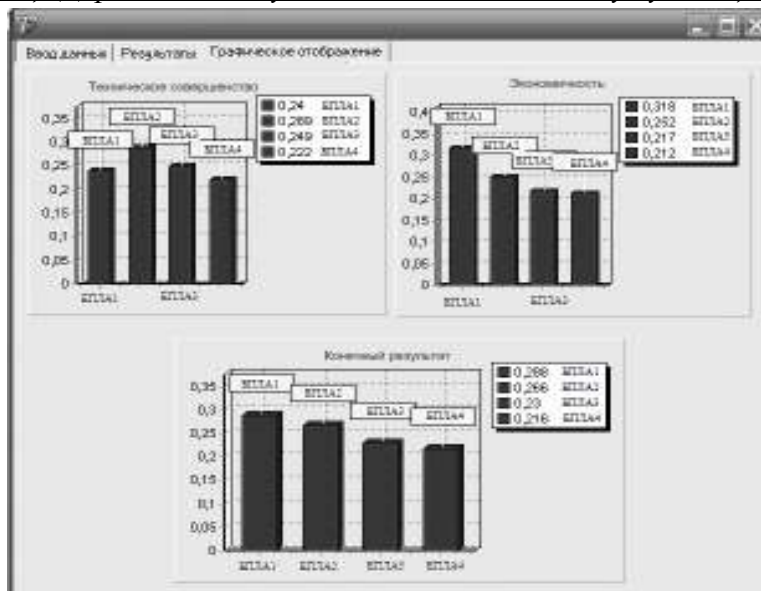 Ввод данных Результаты Графическое отображение
Техническое совершенство
0,35
0,3
0,25
0,2
0,15
0,1
0,05
0
БПЛА1
БПЛА2
БПЛА3
БПЛА4
0,24 БПЛА1
0,289 БПЛА2
0,249 БПЛА3
0,222 БПЛА4
БПЛА1 БПЛА3
Экономичность
0,4
0,35
0,3
0,25
0,2
0,15
0,1
0,05
0
БПЛА1
БПЛА2
БПЛА3
БПЛА4
0,318 БПЛА1
0,252 БПЛА2
0,217 БПЛА3
0,212 БПЛА4
БПЛА1 БПЛА3
Конечный результат
0,35
0,3
0,25
0,2
0,15
0,1
0,05
0
БПЛА1
БПЛА2
БПЛА3
БПЛА4
0,288 БПЛА1
0,266 БПЛА2
0,23 БПЛА3
0,216 БПЛА4
БПЛА1 БПЛА2 БПЛА3 БПЛА4